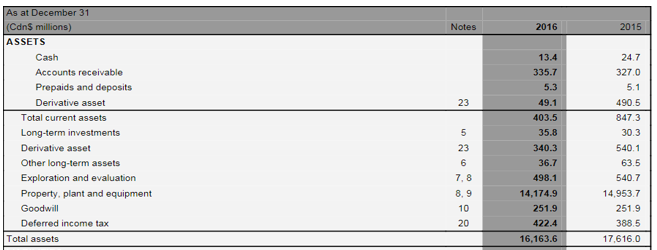 As at December 31
(Cdn$ millions) Notes 2016 2015
ASSETS
Cash 13.4 24.7
Accounts receivable 335.7 327.0
Prepaids and deposits 5.3 5.1
Derivative asset 23 49.1 490.5
Total current assets 403.5 847.3
Long-term investments 5 35.8 30.3
Derivative asset 23 340.3 540.1
Other long-term assets 6 36.7 63.5
Exploration and evaluation 7, 8 498.1 540.7
Property, plant and equipment 8, 9 14,174.9 14,953.7
Goodwill 10 251.9 251.9
Deferred income tax 20 422.4 388.5
Total assets 16,163.6 17,616.0